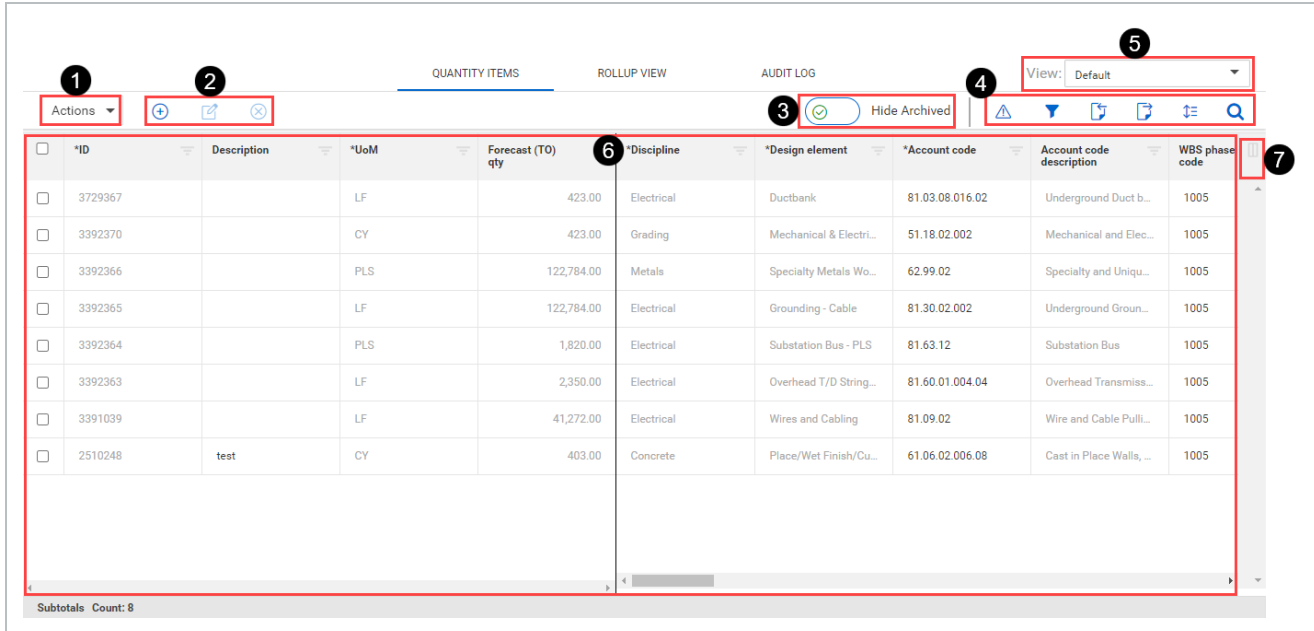 5
1
2
QUANTITY ITEMS ROLLUP VIEW AUDIT LOG
4
View: Default
Actions
3
Hide Archived
*ID Description *UoM Forecast (TO) qty 6 *Discipline *Design element *Account code Account code description WBS phase code 7
3729367 LF 423.00 Electrical Ductbank 81.03.08.016.02 Underground Duct b... 1005
3392370 CY 423.00 Grading Mechanical & Electri... 51.18.02.002 Mechanical and Elec... 1005
3392366 PLS 122,784.00 Metals Specialty Metals Wo... 62.99.02 Specialty and Uniqu... 1005
3392365 LF 122,784.00 Electrical Grounding - Cable 81.30.02.002 Underground Groun... 1005
3392364 PLS 1,820.00 Electrical Substation Bus - PLS 81.63.12 Substation Bus 1005
3392363 LF 2,350.00 Electrical Overhead T/D String... 81.60.01.004.04 Overhead Transmiss... 1005
3391039 LF 41,272.00 Electrical Wires and Cabling 81.09.02 Wire and Cable Pulli... 1005
2510248 test CY 403.00 Concrete Place/Wet Finish/Cu... 61.06.02.006.08 Cast in Place Walls, ... 1005
Subtotals Count: 8